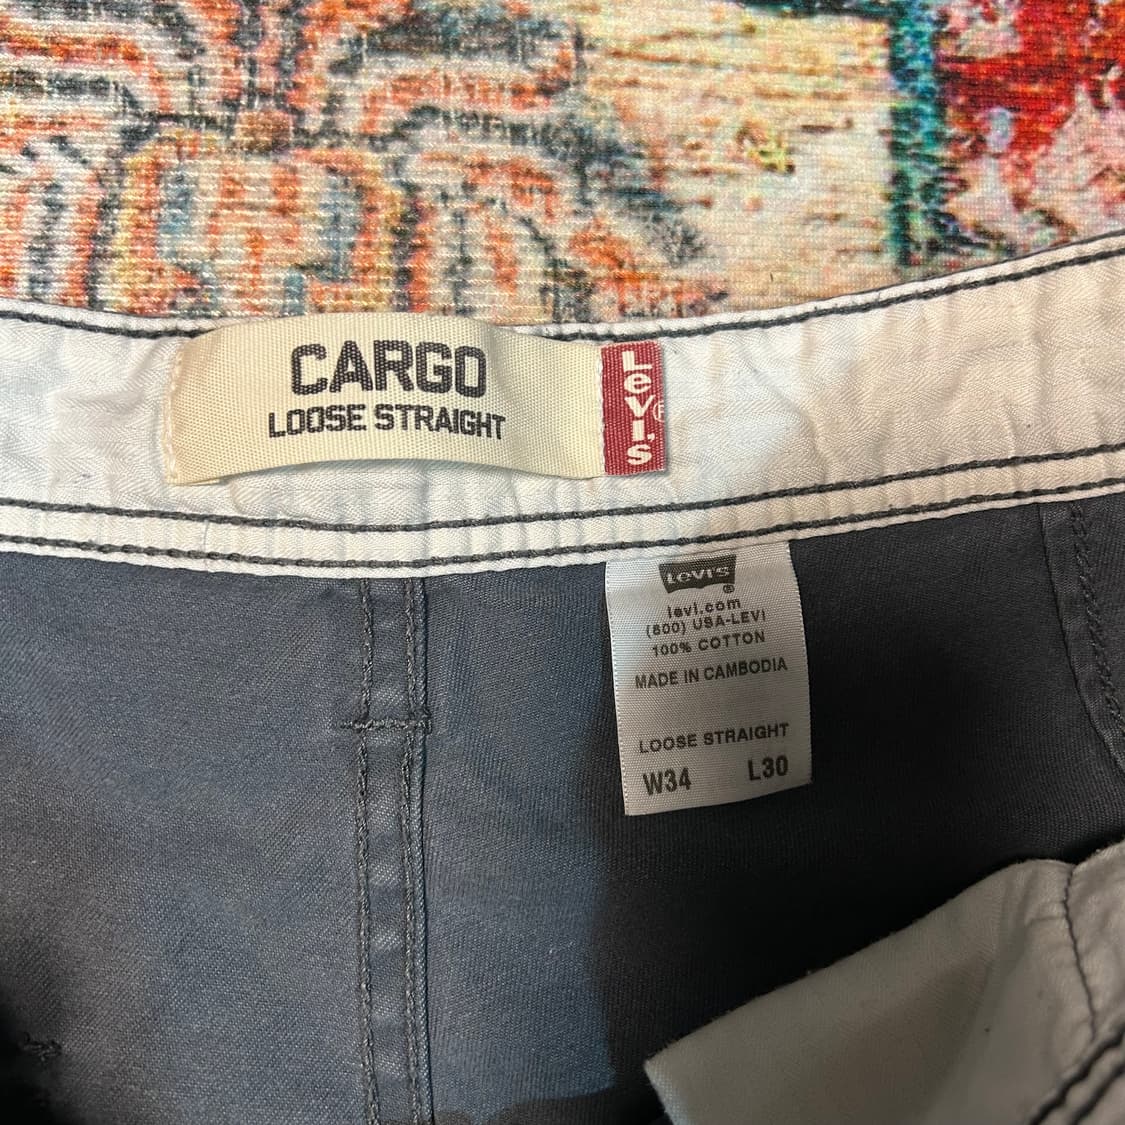 CARGO
LOOSE STRAIGHT
Levi's®
Levi's
®
levi.com
(800) USA-LEVI
100% COTTON
MADE IN CAMBODIA
LOOSE STRAIGHT
W34 L30